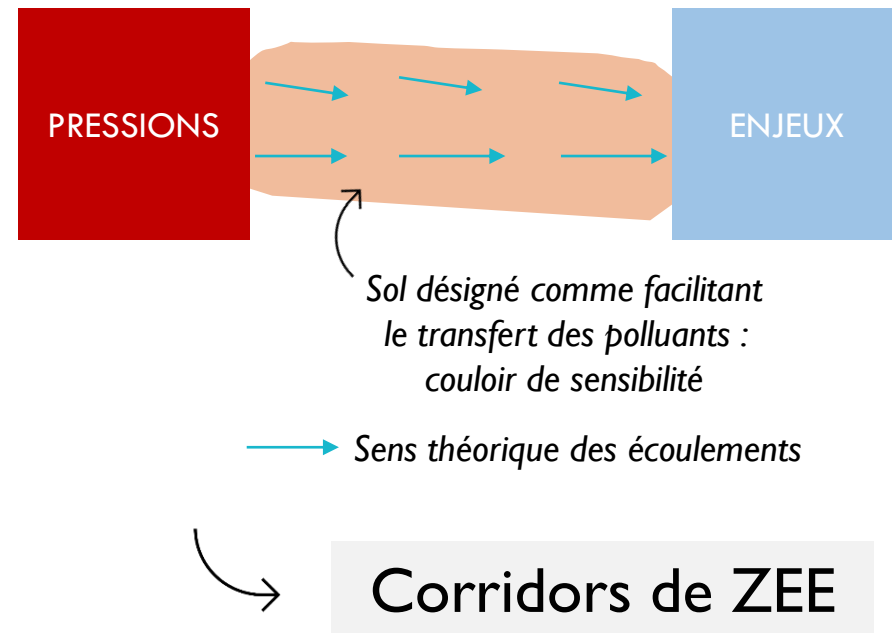 PRESSIONS
ENJEUX
Sol désigné comme facilitant
le transfert des polluants :
couloir de sensibilité
Sens théorique des écoulements
Corridors de ZEE